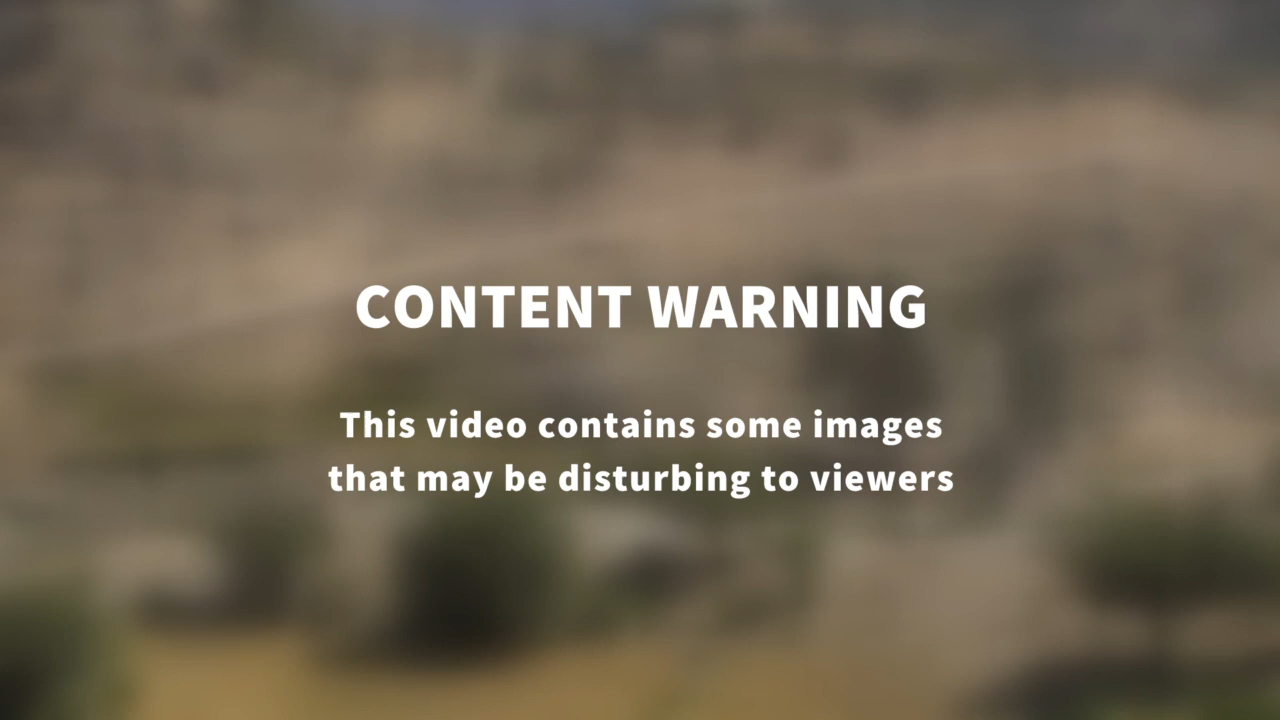 CONTENT WARNING
This video contains some images
that may be disturbing to viewers